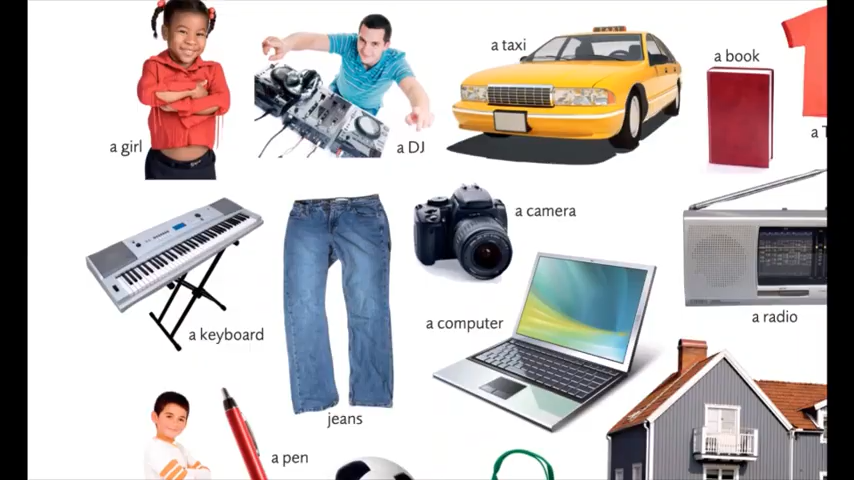 a taxi
a book
a girl
a DJ
a camera
a radio
a computer
a keyboard
jeans
a pen